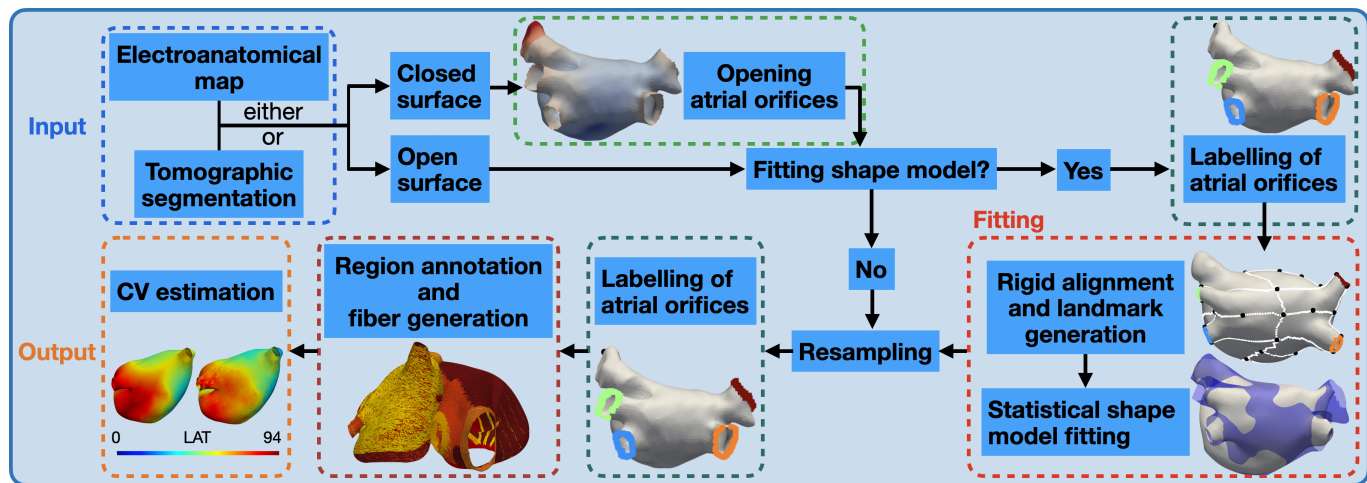 Input
Electroanatomical
map
either
or
Tomographic
segmentation
Closed
surface
Open
surface
Opening
atrial orifices
Fitting shape model?
Yes
No
Labelling of
atrial orifices
Fitting
Rigid alignment
and landmark
generation
Statistical shape
model fitting
Resampling
Labelling of
atrial orifices
Region annotation
and
fiber generation
Output
CV estimation
0 LAT 94